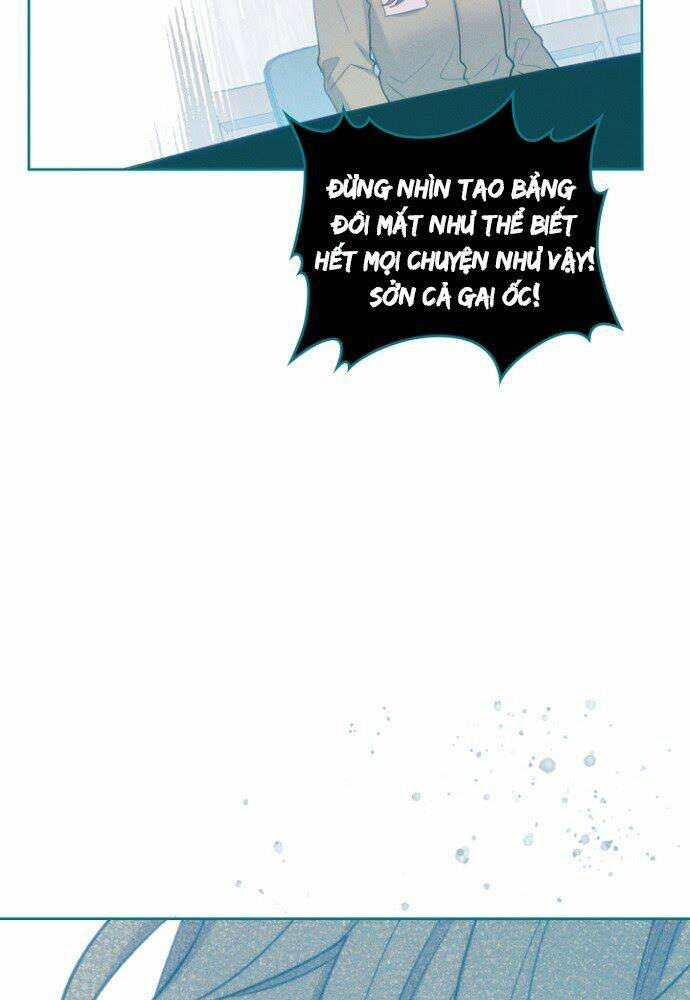 ĐỪNG NHÌN TAO BẰNG
ĐÔI MẮT NHƯ THỂ BIẾT
HẾT MỌI CHUYỆN NHƯ VẬY!
SỞN CẢ GAI ỐC!